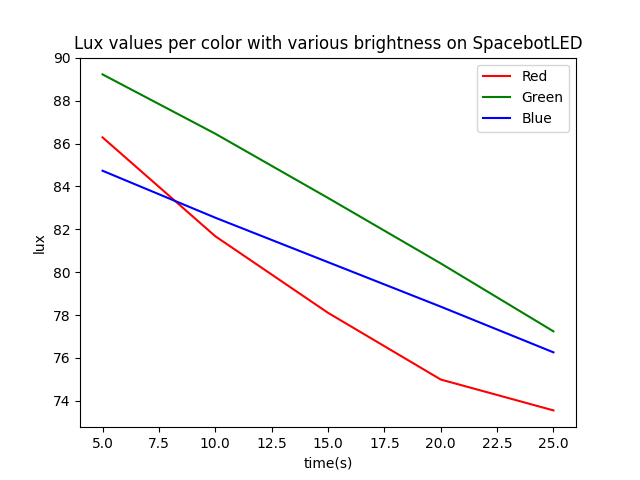 Lux values per color with various brightness on SpacebotLED
90
88
86
84
82
80
78
76
74
lux
Red
Green
Blue
5.0 7.5 10.0 12.5 15.0 17.5 20.0 22.5 25.0
time(s)